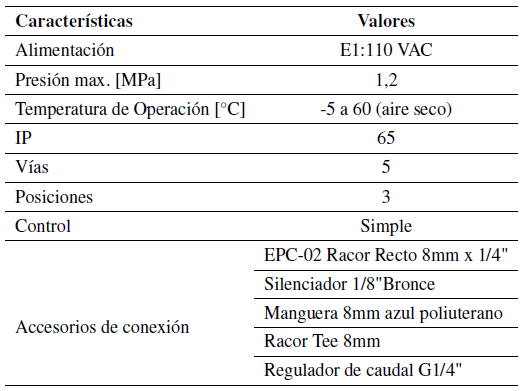 Características Valores
Alimentación E1:110 VAC
Presión max. [MPa] 1,2
Temperatura de Operación [°C] -5 a 60 (aire seco)
IP 65
Vías 5
Posiciones 3
Control Simple
Accesorios de conexión
EPC-02 Racor Recto 8mm x 1/4"
Silenciador 1/8"Bronce
Manguera 8mm azul poliuterano
Racor Tee 8mm
Regulador de caudal G1/4"